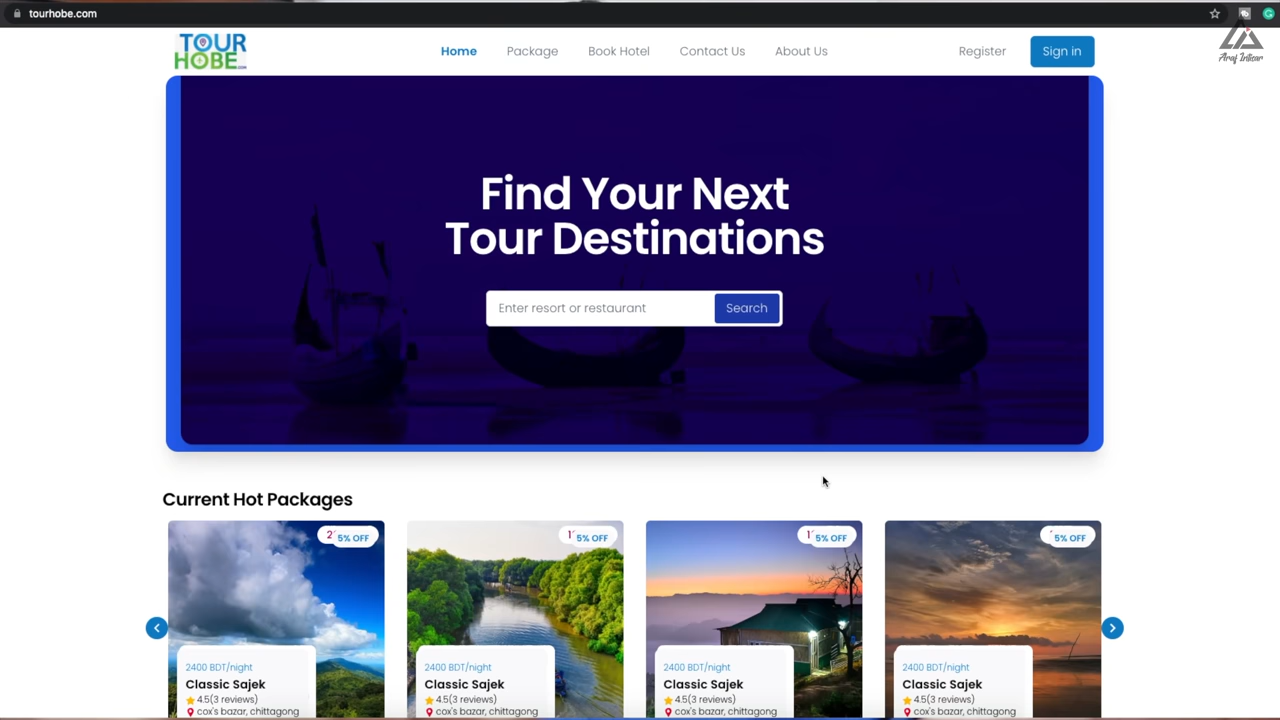 tourhobe.com
TOUR
HOBE.COM
Home
Package
Book Hotel
Contact Us
About Us
Register
Sign in
Araj Intisar
Find Your Next
Tour Destinations
Enter resort or restaurant
Search
Current Hot Packages
5% OFF
5% OFF
5% OFF
5% OFF
2400 BDT/night
Classic Sajek
4.5(3 reviews)
cox's bazar, chittagong
2400 BDT/night
Classic Sajek
4.5(3 reviews)
cox's bazar, chittagong
2400 BDT/night
Classic Sajek
4.5(3 reviews)
cox's bazar, chittagong
2400 BDT/night
Classic Sajek
4.5(3 reviews)
cox's bazar, chittagong